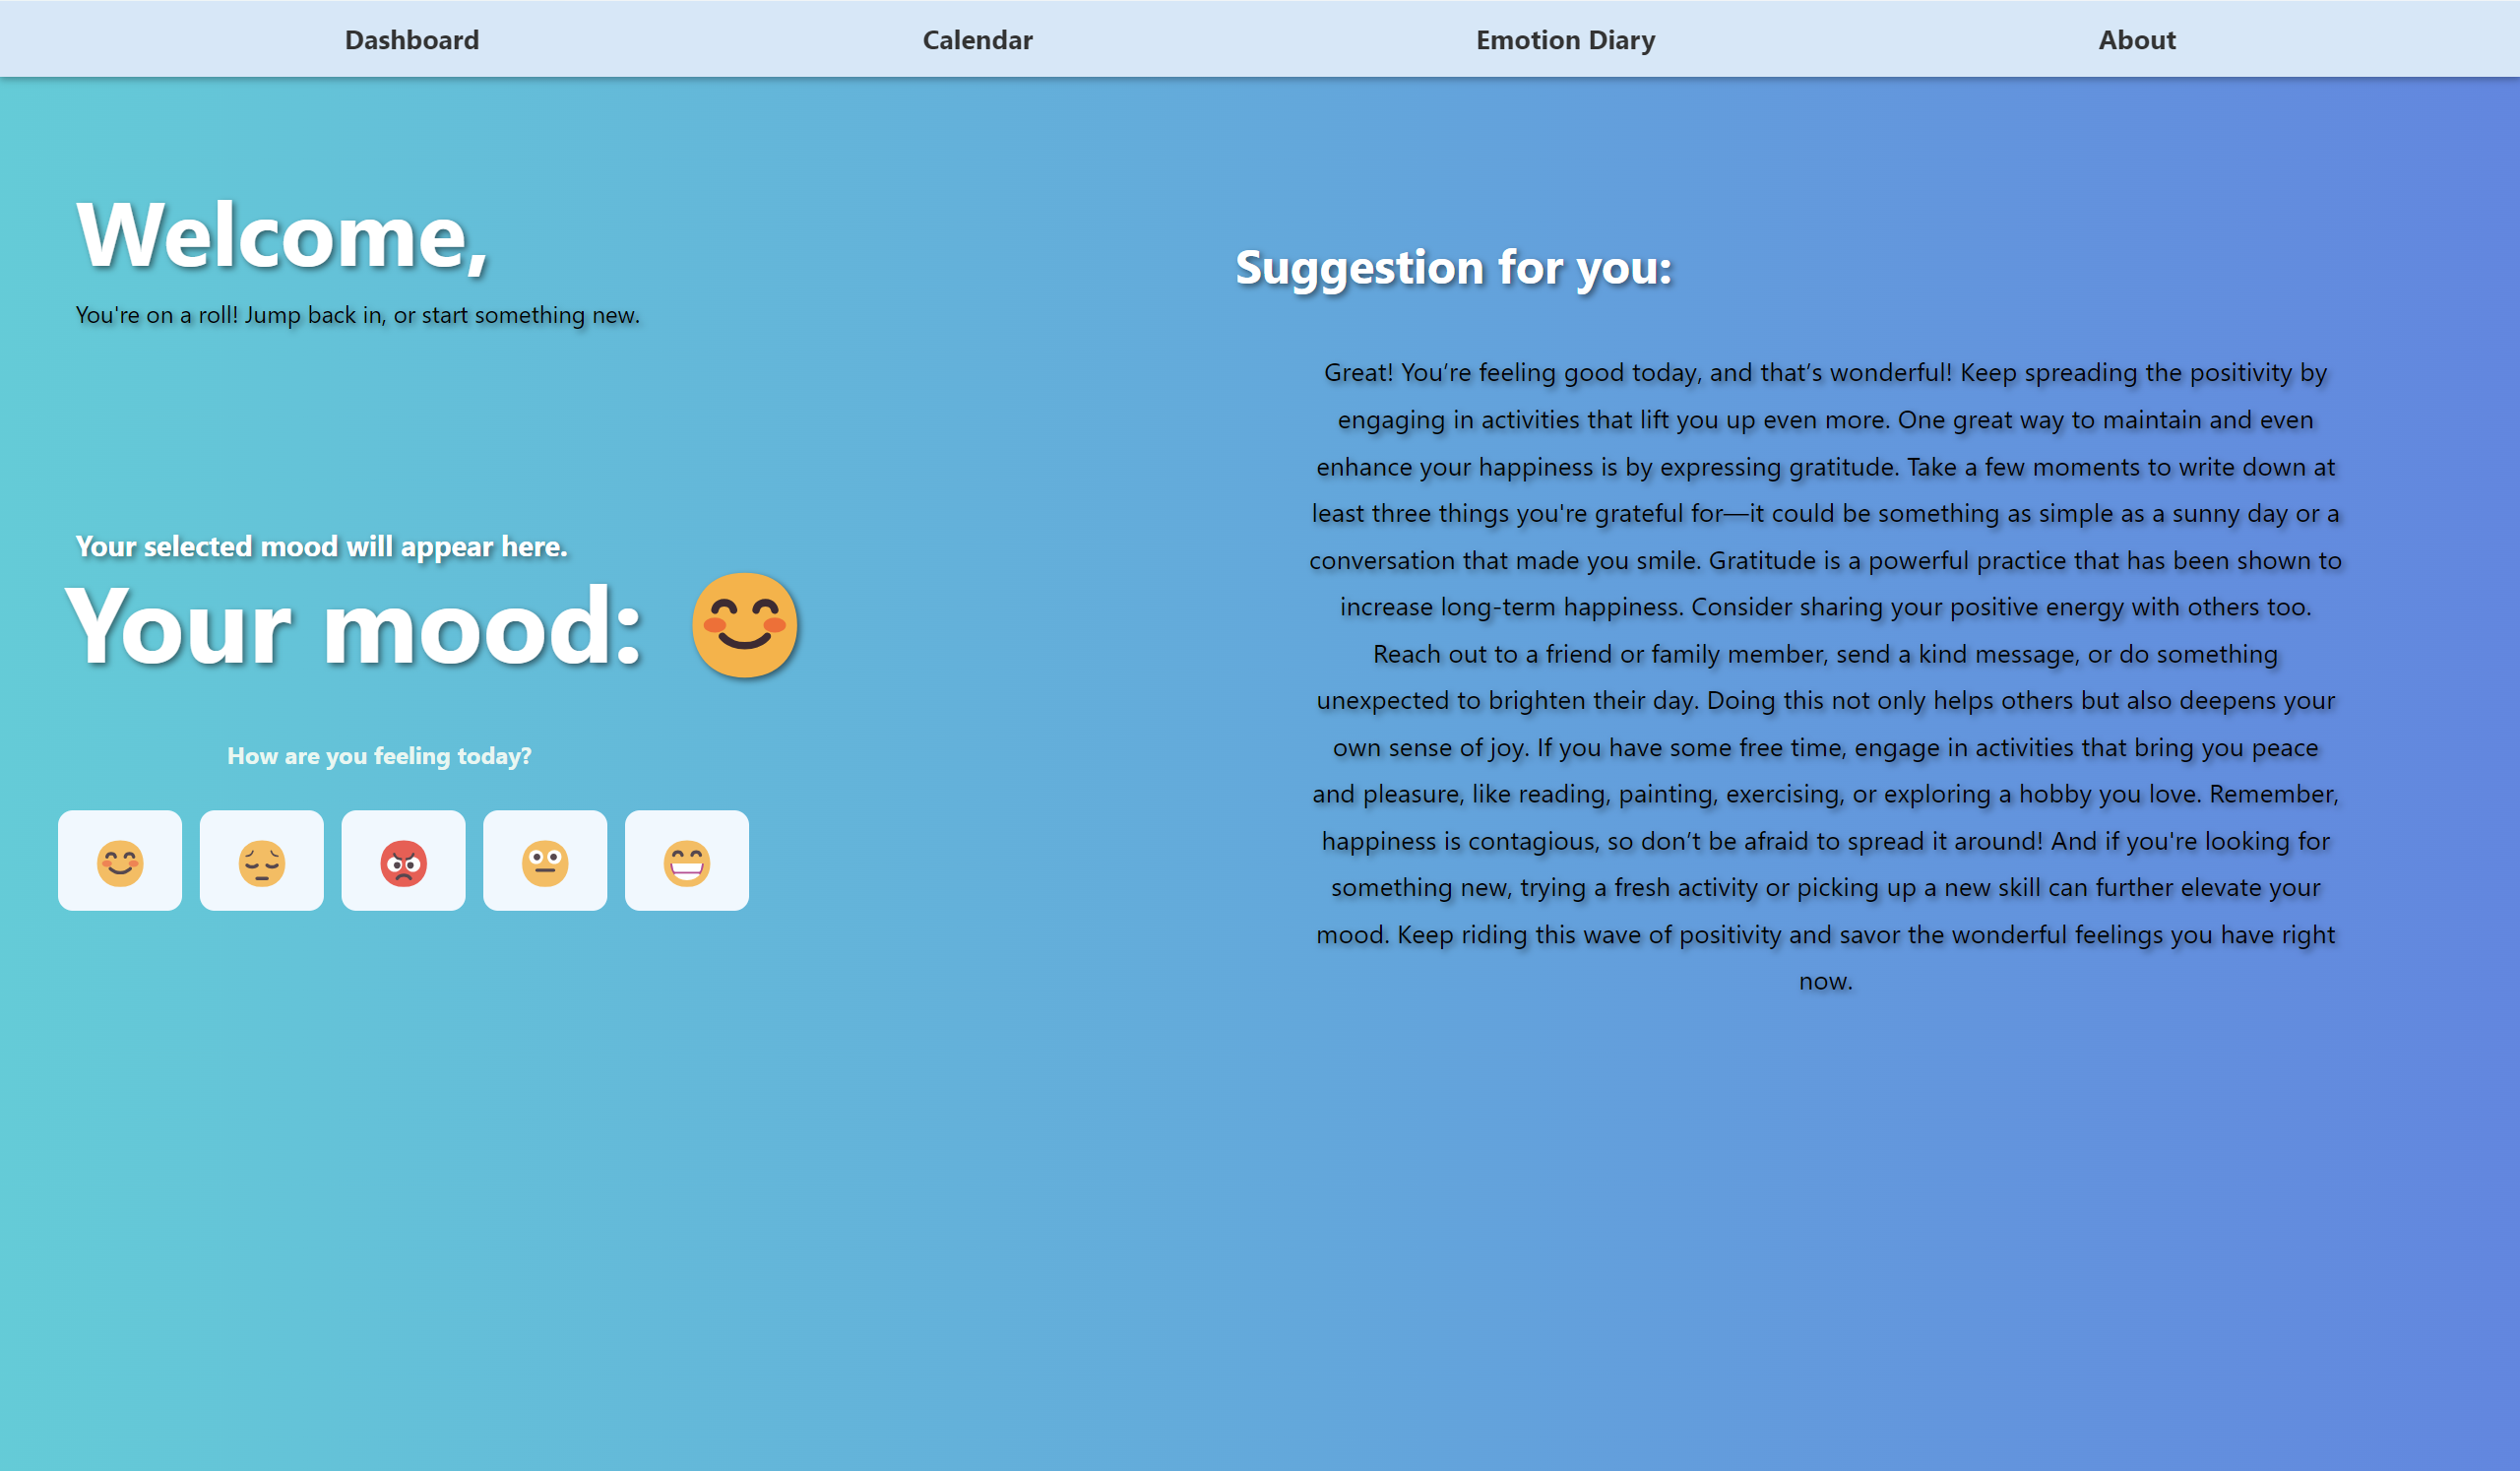 Dashboard
Calendar
Emotion Diary
About
Welcome,
You're on a roll! Jump back in, or start something new.
Your selected mood will appear here.
Your mood:
How are you feeling today?
Suggestion for you:
Great! You’re feeling good today, and that’s wonderful! Keep spreading the positivity by
engaging in activities that lift you up even more. One great way to maintain and even
enhance your happiness is by expressing gratitude. Take a few moments to write down at
least three things you're grateful for—it could be something as simple as a sunny day or a
conversation that made you smile. Gratitude is a powerful practice that has been shown to
increase long-term happiness. Consider sharing your positive energy with others too.
Reach out to a friend or family member, send a kind message, or do something
unexpected to brighten their day. Doing this not only helps others but also deepens your
own sense of joy. If you have some free time, engage in activities that bring you peace
and pleasure, like reading, painting, exercising, or exploring a hobby you love. Remember,
happiness is contagious, so don’t be afraid to spread it around! And if you're looking for
something new, trying a fresh activity or picking up a new skill can further elevate your
mood. Keep riding this wave of positivity and savor the wonderful feelings you have right
now.